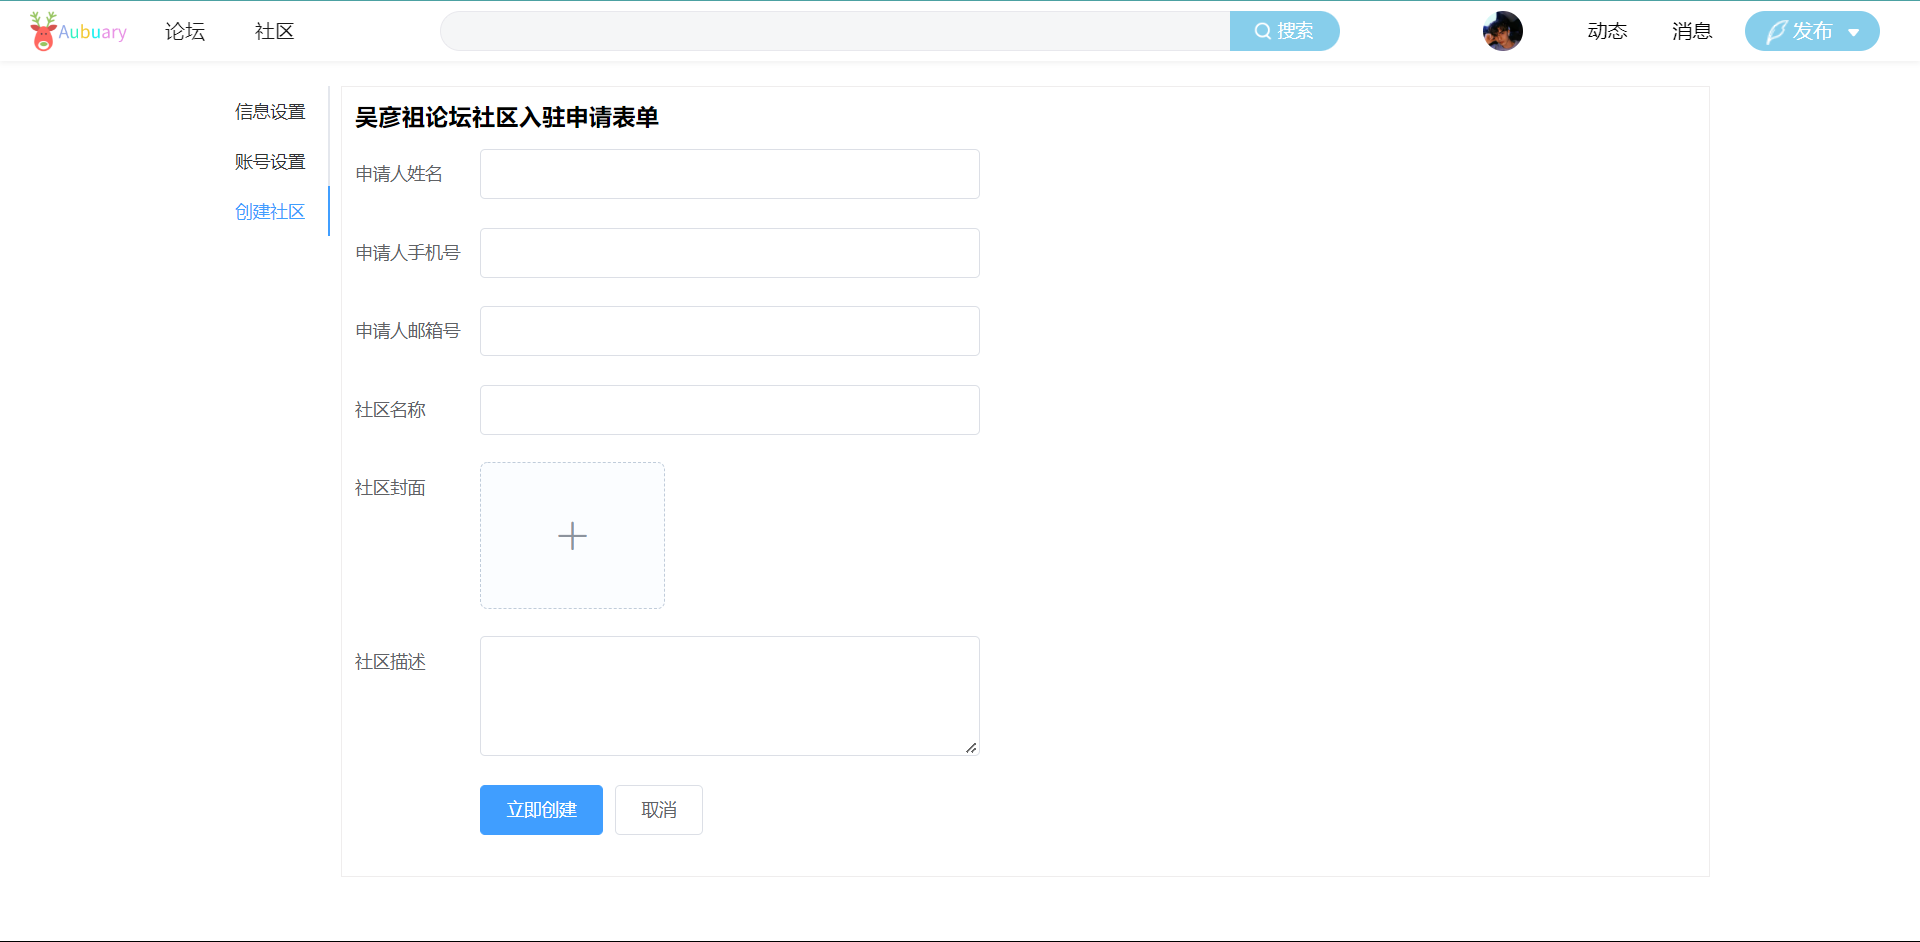 Aubuary 论坛 社区 搜索 动态 消息 发布
信息设置
账号设置
创建社区
吴彦祖论坛社区入驻申请表单
申请人姓名
申请人手机号
申请人邮箱号
社区名称
社区封面
社区描述
立即创建 取消